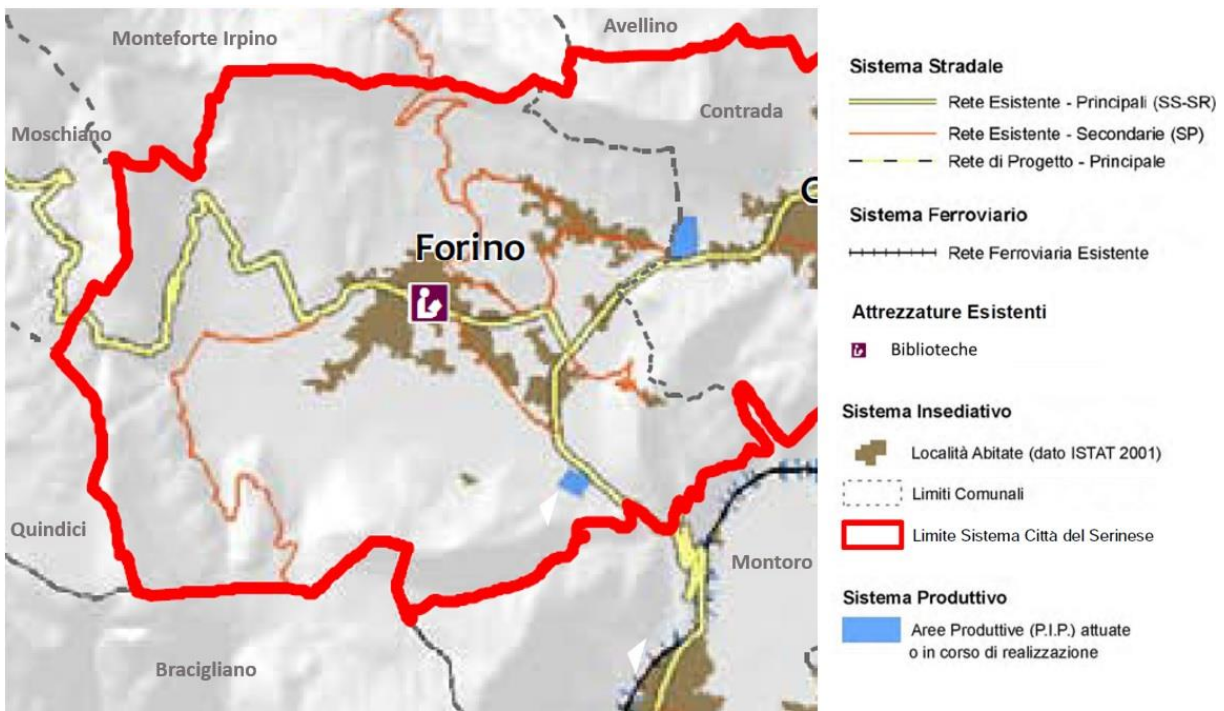 Monteforte Irpino
Avellino
Contrada
Moschiano
Forino
Quindici
Montoro
Bracigliano
Sistema Stradale
Rete Esistente - Principali (SS-SR)
Rete Esistente - Secondarie (SP)
Rete di Progetto - Principale
Sistema Ferroviario
Rete Ferroviaria Esistente
Attrezzature Esistenti
Biblioteche
Sistema Insediativo
Località Abitate (dato ISTAT 2001)
Limiti Comunali
Limite Sistema Città del Serinese
Sistema Produttivo
Aree Produttive (P.I.P.) attuate
o in corso di realizzazione